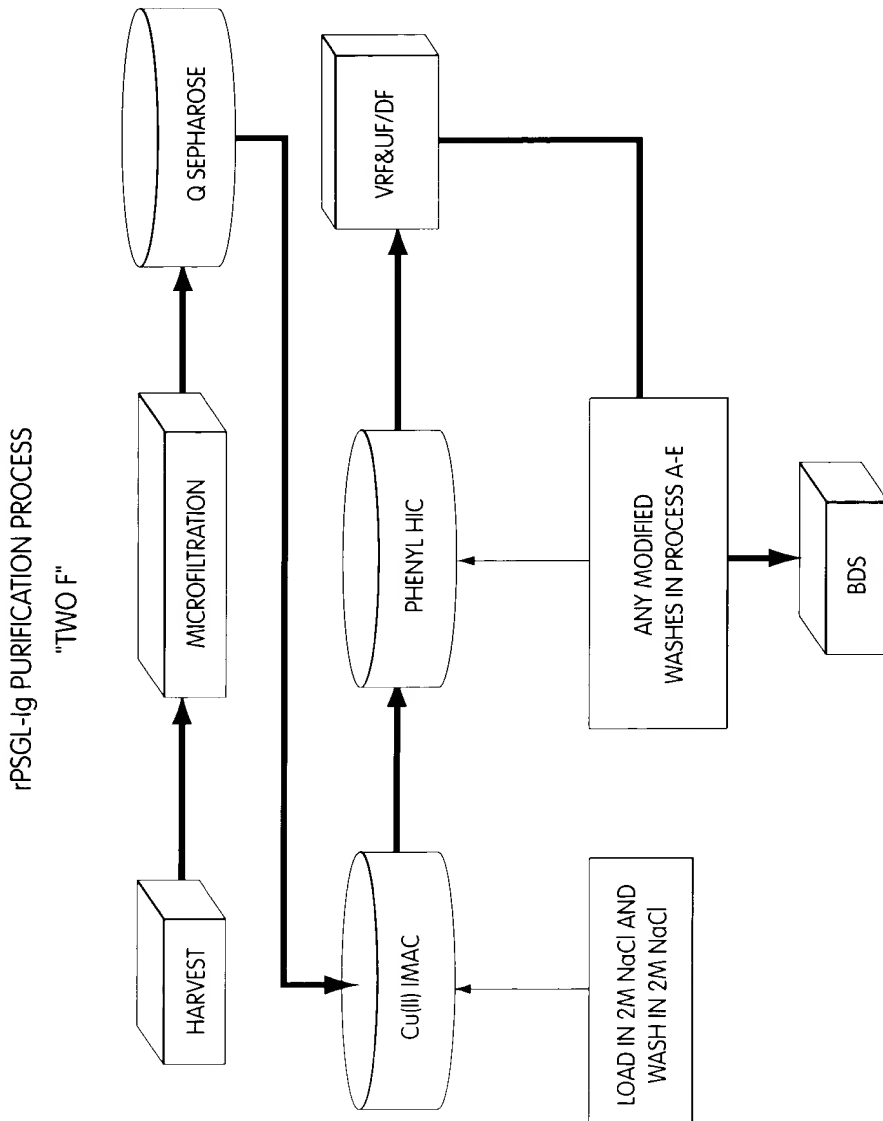 rPSGL-Ig PURIFICATION PROCESS
"TWO F"
HARVEST
MICROFILTRATION
Q SEPHAROSE
Cu(II) IMAC
PHENYL HIC
VRF&UF/DF
LOAD IN 2M NaCl AND
WASH IN 2M NaCl
ANY MODIFIED
WASHES IN PROCESS A-E
BDS